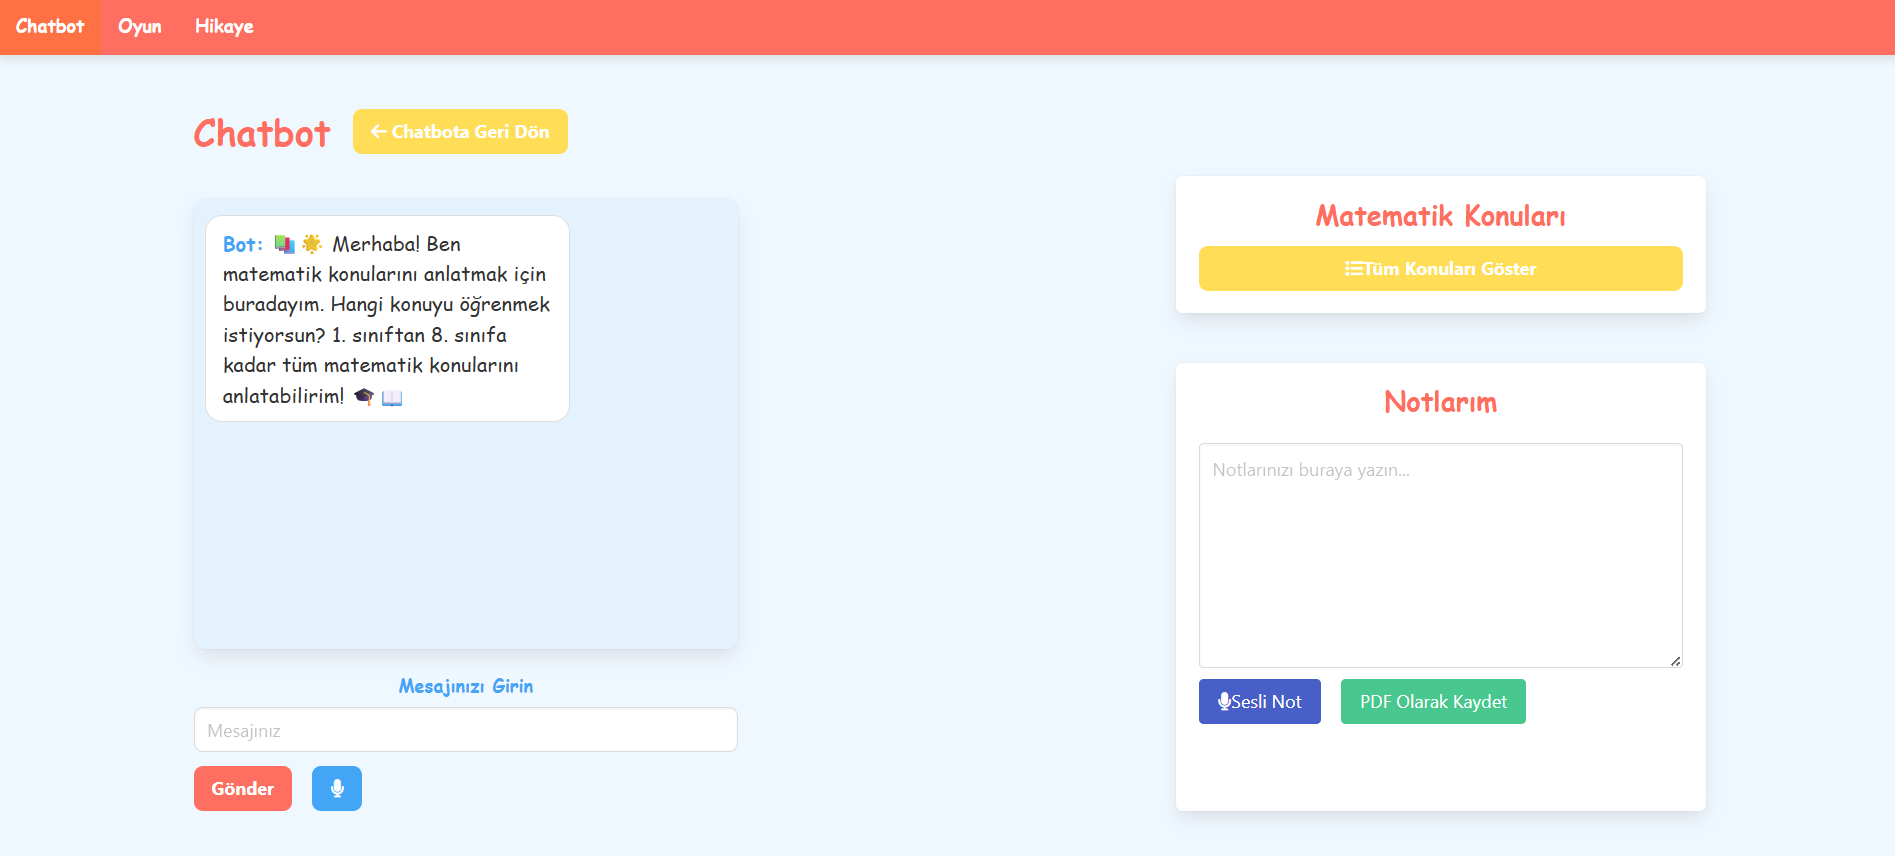 Chatbot Oyun Hikaye
Chatbot
Chatbota Geri Dön
Bot: Merhaba! Ben
matematik konularını anlatmak için
buradayım. Hangi konuyu öğrenmek
istiyorsun? 1. sınıftan 8. sınıfa
kadar tüm matematik konularını
anlatabilirim!
Mesajınızı Girin
Mesajınız
Gönder
Matematik Konuları
Tüm Konuları Göster
Notlarım
Notlarınızı buraya yazın...
Sesli Not
PDF Olarak Kaydet